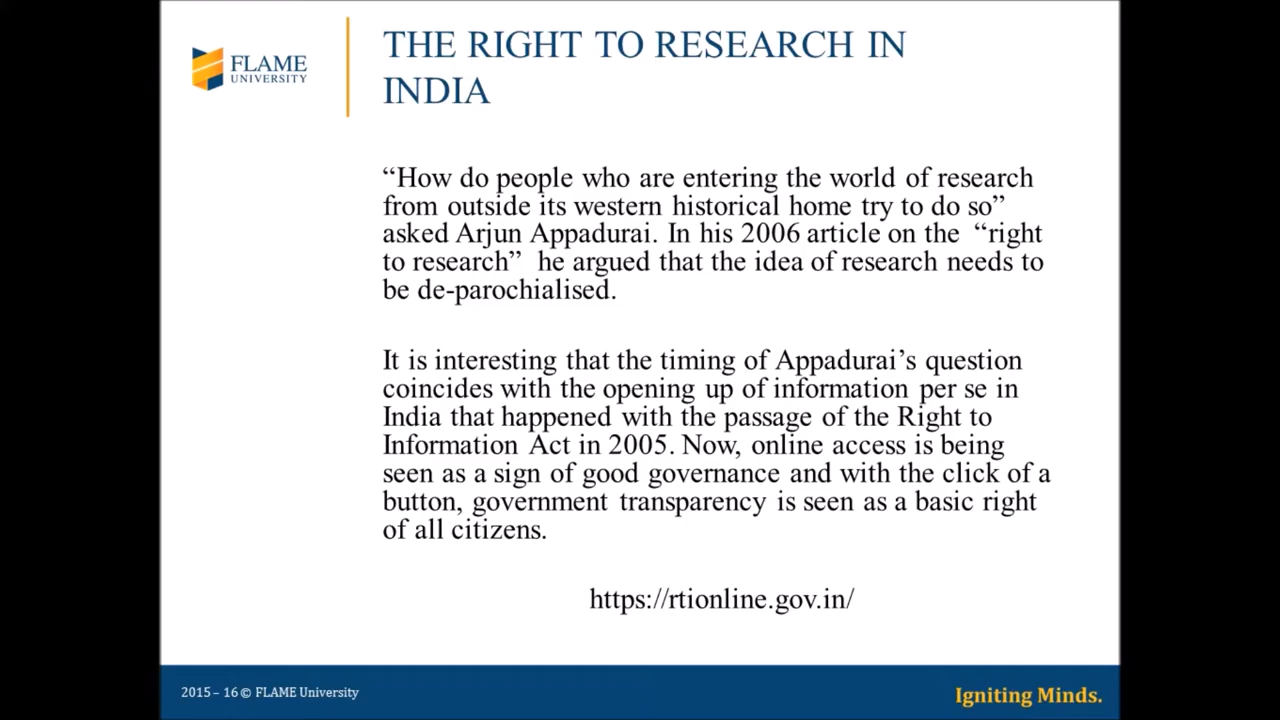 FLAME
UNIVERSITY
THE RIGHT TO RESEARCH IN
INDIA
“How do people who are entering the world of research
from outside its western historical home try to do so”
asked Arjun Appadurai. In his 2006 article on the “right
to research” he argued that the idea of research needs to
be de-parochialised.
It is interesting that the timing of Appadurai’s question
coincides with the opening up of information per se in
India that happened with the passage of the Right to
Information Act in 2005. Now, online access is being
seen as a sign of good governance and with the click of a
button, government transparency is seen as a basic right
of all citizens.
https://rtionline.gov.in/
2015 – 16 © FLAME University
Igniting Minds.